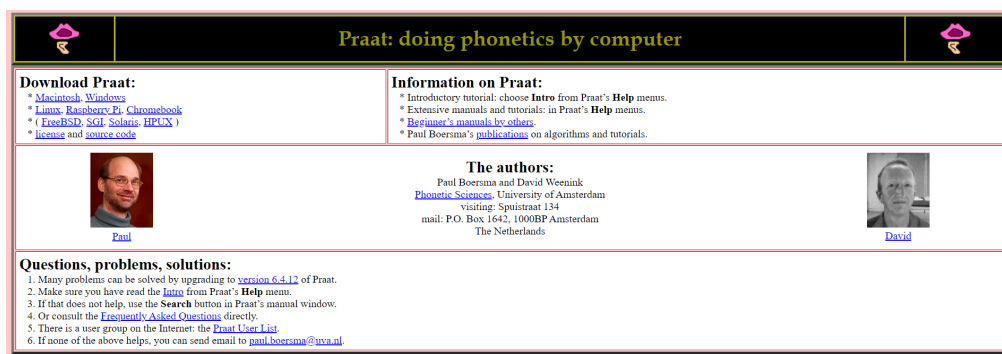 Praat: doing phonetics by computer
Download Praat:
* Macintosh, Windows
* Linux, Raspberry Pi, Chromebook
* ( FreeBSD, SGI, Solaris, HPUX )
* license and source code
Information on Praat:
* Introductory tutorial: choose Intro from Praat's Help menus.
* Extensive manuals and tutorials: in Praat's Help menus.
* Beginner's manuals by others.
* Paul Boersma's publications on algorithms and tutorials.
Paul
The authors:
Paul Boersma and David Weenink
Phonetic Sciences, University of Amsterdam
visiting: Spuistraat 134
mail: P.O. Box 1642, 1000BP Amsterdam
The Netherlands
David
Questions, problems, solutions:
1. Many problems can be solved by upgrading to version 6.4.12 of Praat.
2. Make sure you have read the Intro from Praat's Help menu.
3. If that does not help, use the Search button in Praat's manual window.
4. Or consult the Frequently Asked Questions directly.
5. There is a user group on the Internet: the Praat User List.
6. If none of the above helps, you can send email to paul.boersma@uva.nl.